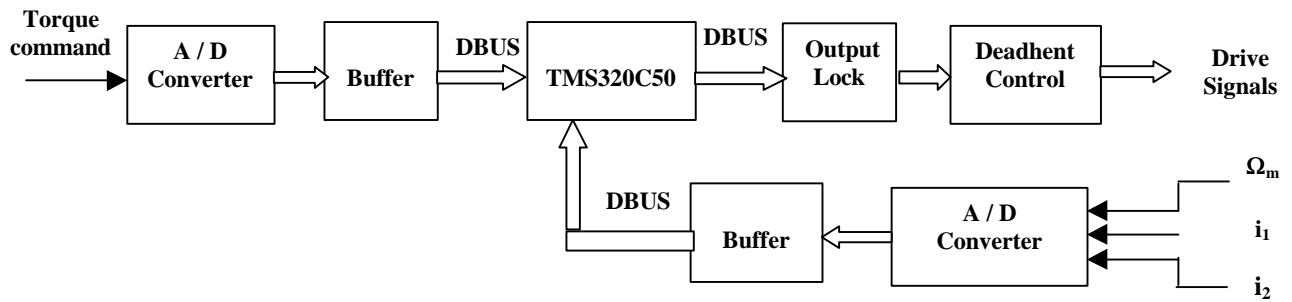 Torque
command
A / D
Converter
Buffer
DBUS
TMS320C50
DBUS
Output
Lock
Deadhent
Control
Drive
Signals
DBUS
Buffer
A / D
Converter
Ωm
i1
i2